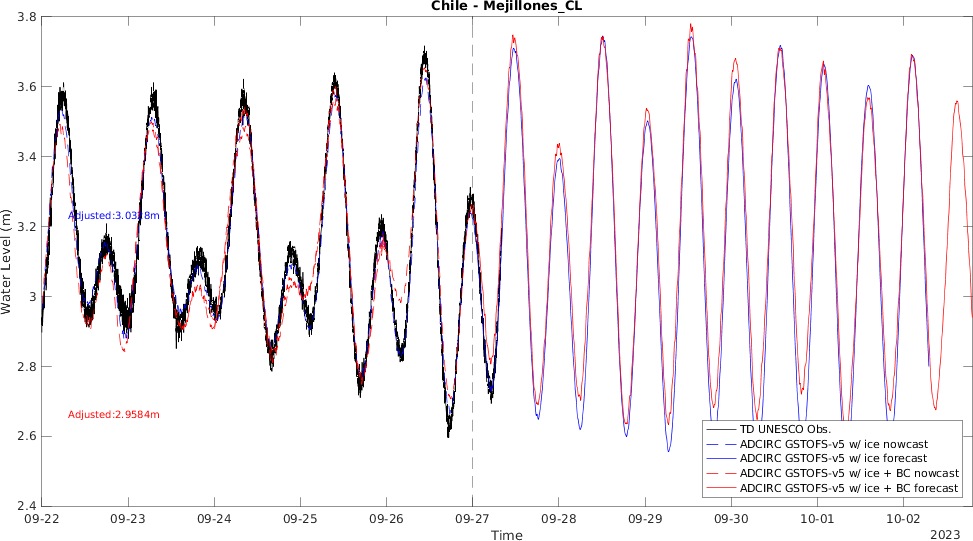 Chile - Mejillones_CL
3.8
3.6
3.4
3.2
3
2.8
2.6
2.4
Water Level (m)
Adjusted:3.0328m
Adjusted:2.9584m
TD UNESCO Obs.
ADCIRC GSTOFS-v5 w/ ice nowcast
ADCIRC GSTOFS-v5 w/ ice forecast
ADCIRC GSTOFS-v5 w/ ice + BC nowcast
ADCIRC GSTOFS-v5 w/ ice + BC forecast
09-22 09-23 09-24 09-25 09-26 09-27 09-28 09-29 09-30 10-01 10-02
Time
2023